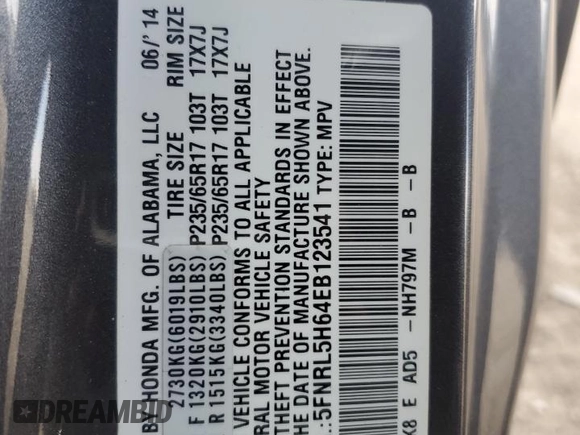 BY HONDA MFG. OF ALABAMA, LLC 06/'14
TIRE SIZE RIM SIZE
2730KG(6019LBS)
F 1320KG(2910LBS) P235/65R17 103T 17X7J
R 1515KG(3340LBS) P235/65R17 103T 17X7J
VEHICLE CONFORMS TO ALL APPLICABLE
RAL MOTOR VEHICLE SAFETY
THEFT PREVENTION STANDARDS IN EFFECT
THE DATE OF MANUFACTURE SHOWN ABOVE.
.:5FNRL5H64EB123541 TYPE: MPV
K8 E AD5 -NH797M -B -B
AutoBidMaster